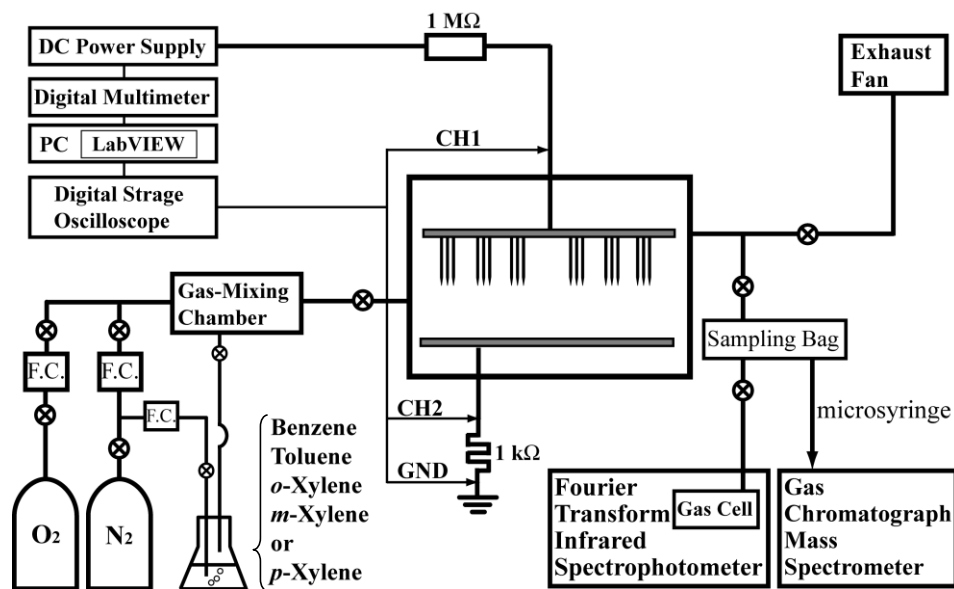 1 MΩ
DC Power Supply
Digital Multimeter
PC LabVIEW
Digital Strage
Oscilloscope
CH1
Exhaust
Fan
Gas-Mixing
Chamber
F.C.
F.C.
F.C.
O2
N2
Benzene
Toluene
o-Xylene
m-Xylene
or
p-Xylene
CH2
GND
1 kΩ
Sampling Bag
microsyringe
Fourier
Transform
Infrared
Spectrophotometer
Gas Cell
Gas
Chromatograph
Mass
Spectrometer